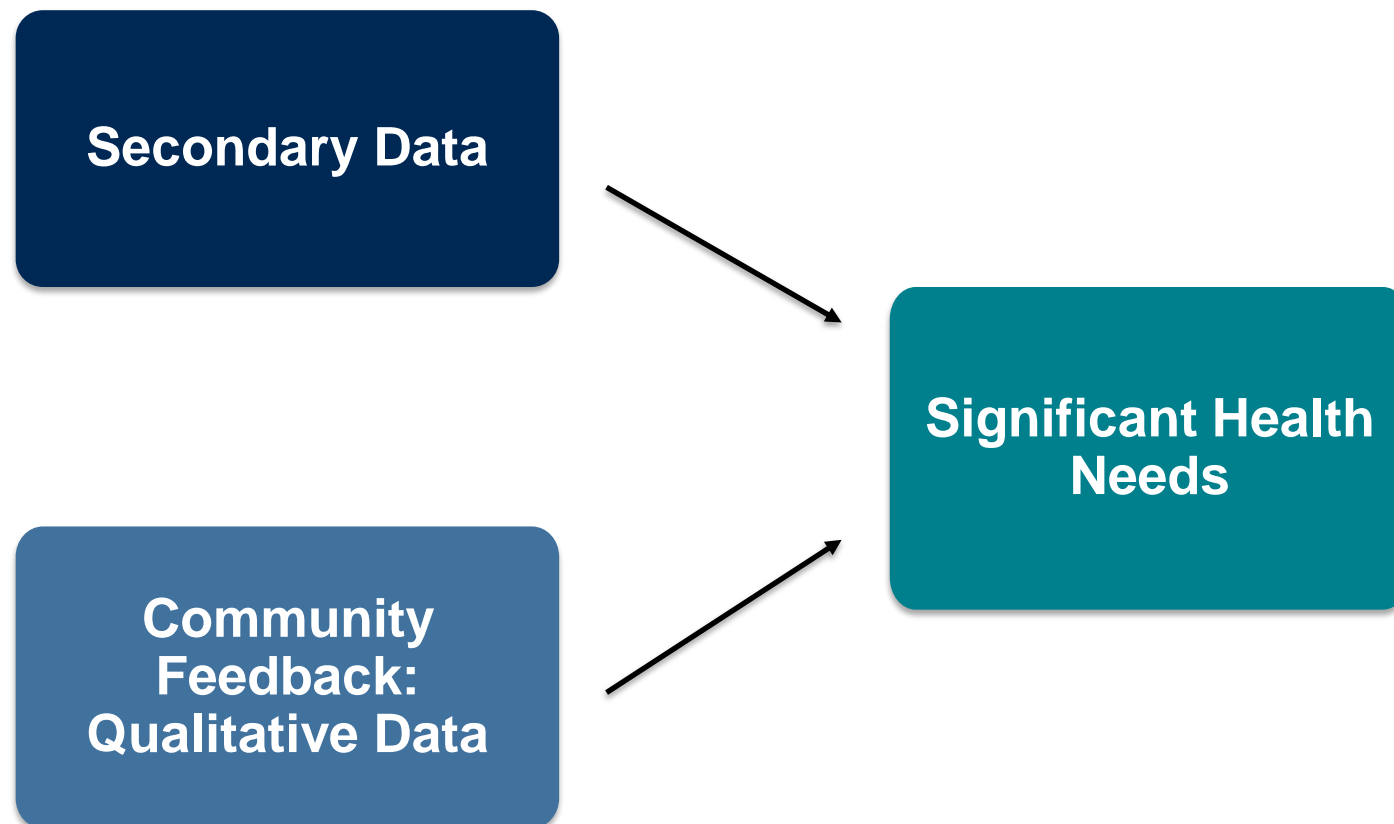 Secondary Data
Significant Health
Needs
Community
Feedback:
Qualitative Data